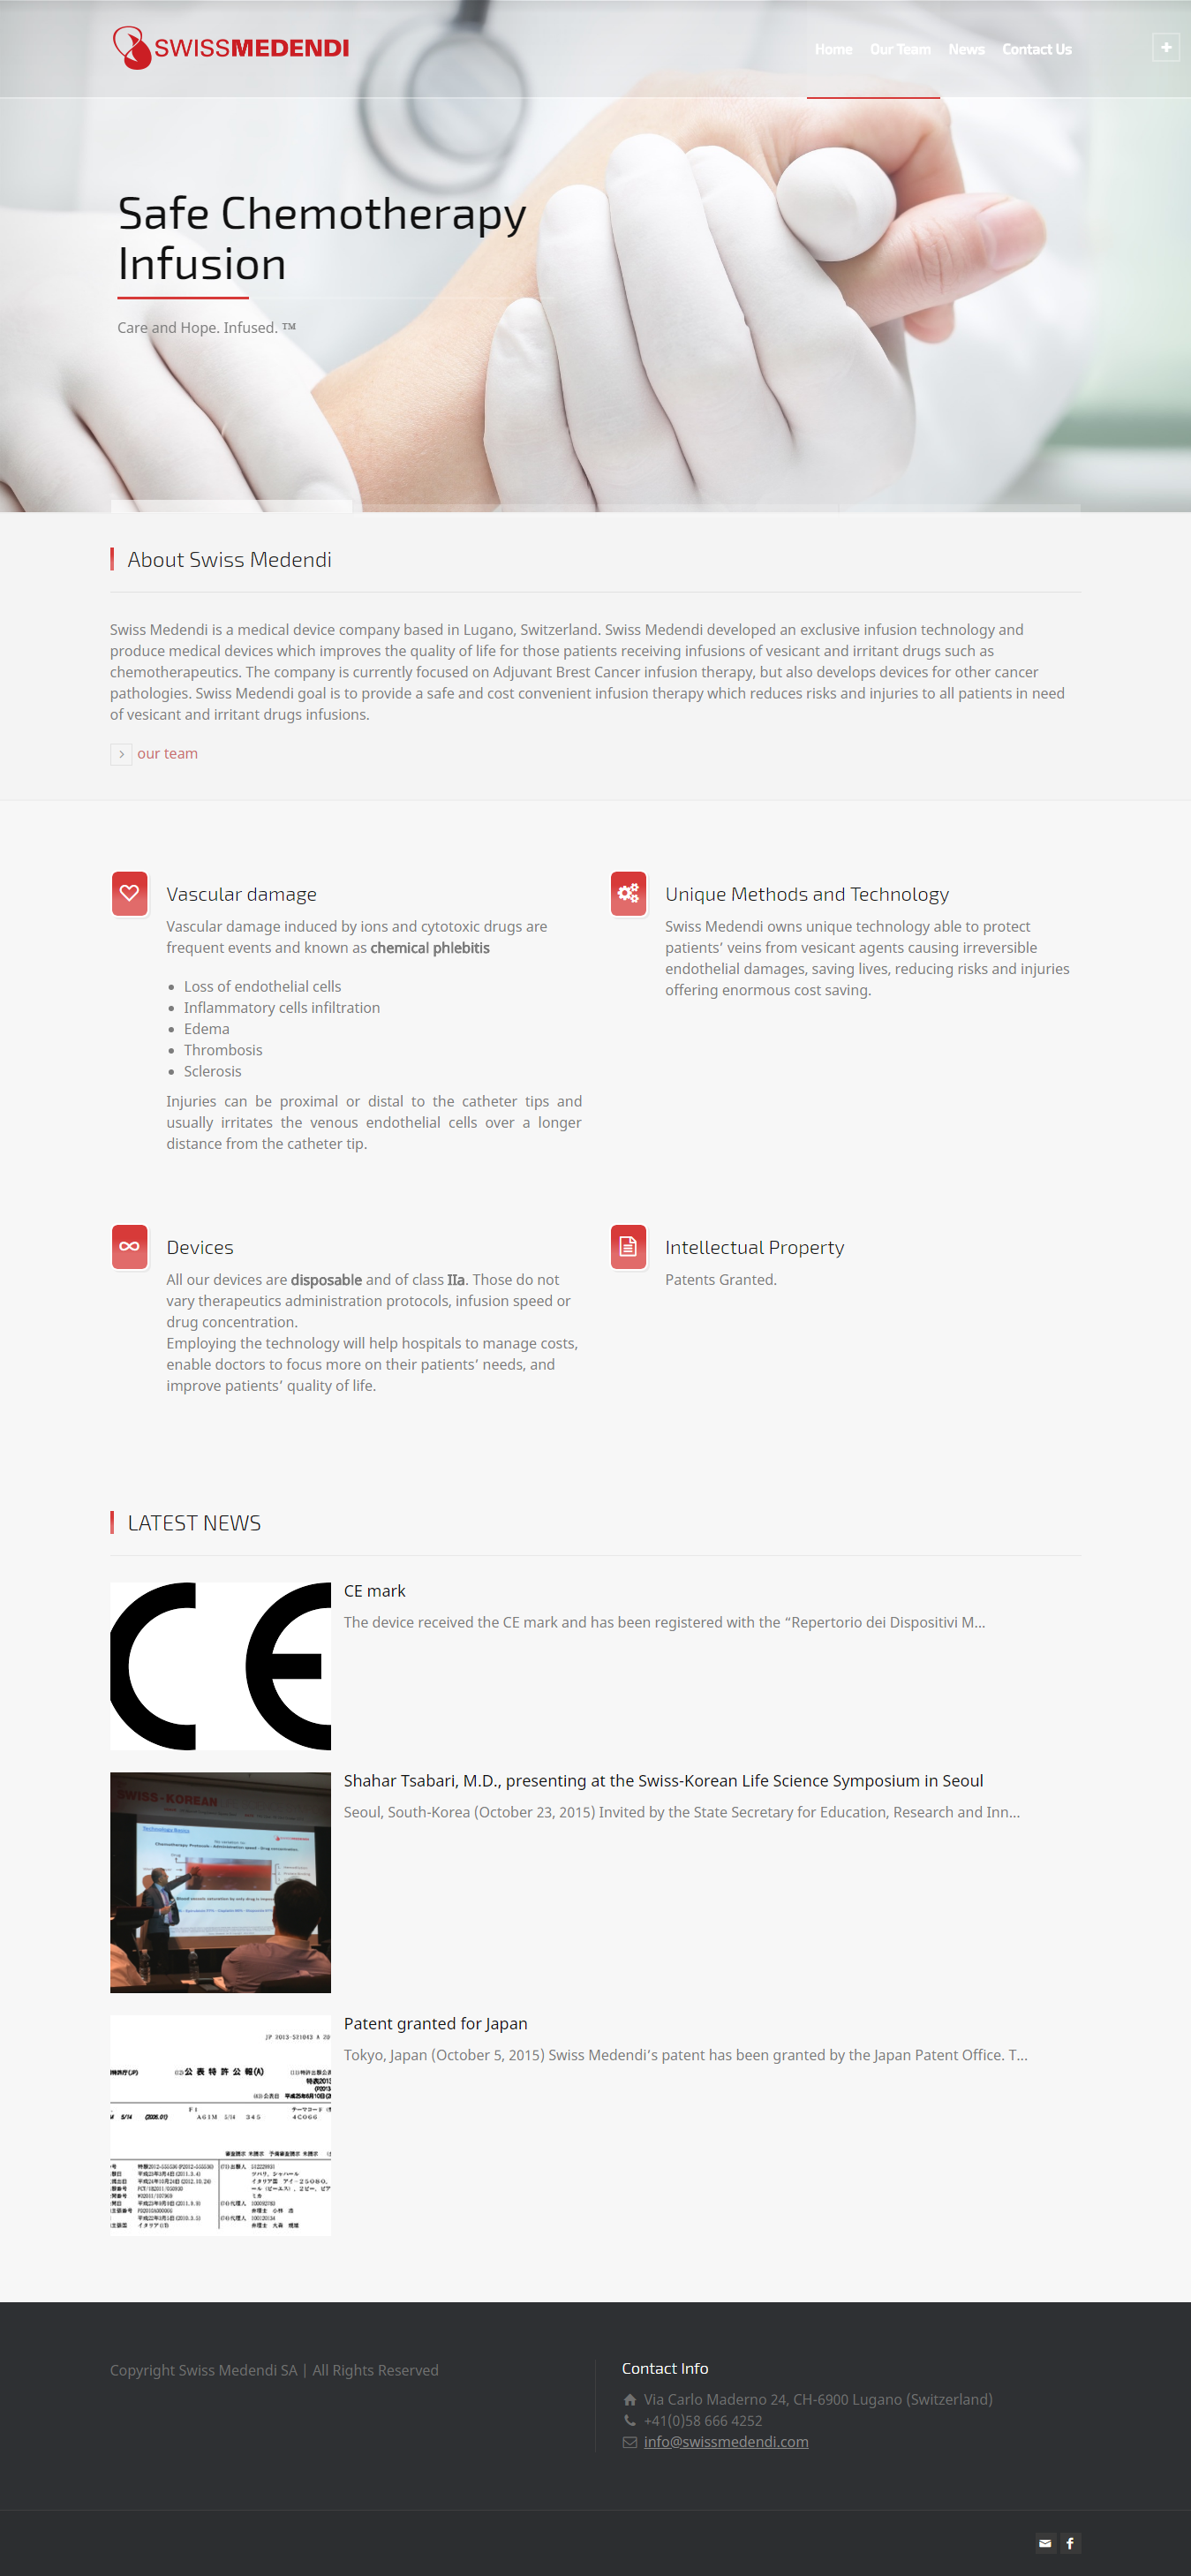 SWISSMEDENDI
Home Our Team News Contact Us
Safe Chemotherapy
Infusion
Care and Hope. Infused. ™
About Swiss Medendi
Swiss Medendi is a medical device company based in Lugano, Switzerland. Swiss Medendi developed an exclusive infusion technology and
produce medical devices which improves the quality of life for those patients receiving infusions of vesicant and irritant drugs such as
chemotherapeutics. The company is currently focused on Adjuvant Brest Cancer infusion therapy, but also develops devices for other cancer
pathologies. Swiss Medendi goal is to provide a safe and cost convenient infusion therapy which reduces risks and injuries to all patients in need
of vesicant and irritant drugs infusions.
our team
Vascular damage
Vascular damage induced by ions and cytotoxic drugs are
frequent events and known as chemical phlebitis
• Loss of endothelial cells
• Inflammatory cells infiltration
• Edema
• Thrombosis
• Sclerosis
Injuries can be proximal or distal to the catheter tips and
usually irritates the venous endothelial cells over a longer
distance from the catheter tip.
Unique Methods and Technology
Swiss Medendi owns unique technology able to protect
patients’ veins from vesicant agents causing irreversible
endothelial damages, saving lives, reducing risks and injuries
offering enormous cost saving.
Devices
All our devices are disposable and of class IIa. Those do not
vary therapeutics administration protocols, infusion speed or
drug concentration.
Employing the technology will help hospitals to manage costs,
enable doctors to focus more on their patients’ needs, and
improve patients’ quality of life.
Intellectual Property
Patents Granted.
LATEST NEWS
CE
CE mark
The device received the CE mark and has been registered with the “Repertorio dei Dispositivi M...
SWISS-KOREAN
Technology Basics
SWISSMEDENDI
Shahar Tsabari, M.D., presenting at the Swiss-Korean Life Science Symposium in Seoul
Seoul, South-Korea (October 23, 2015) Invited by the State Secretary for Education, Research and Inn...
JP 2013-521043 A 20
公表特許公報(A)
Patent granted for Japan
Tokyo, Japan (October 5, 2015) Swiss Medendi’s patent has been granted by the Japan Patent Office. T...
Copyright Swiss Medendi SA | All Rights Reserved
Contact Info
Via Carlo Maderno 24, CH-6900 Lugano (Switzerland)
+41(0)58 666 4252
info@swissmedendi.com